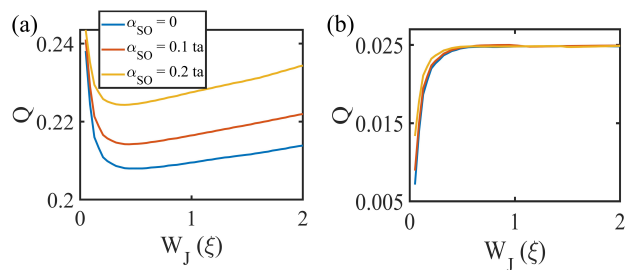 (a)
0.24
0.22
0.2
Q
α_SO = 0
α_SO = 0.1 ta
α_SO = 0.2 ta
0 1 2
W_J (ξ)
(b)
0.025
0.015
0.005
Q
0 1 2
W_J (ξ)